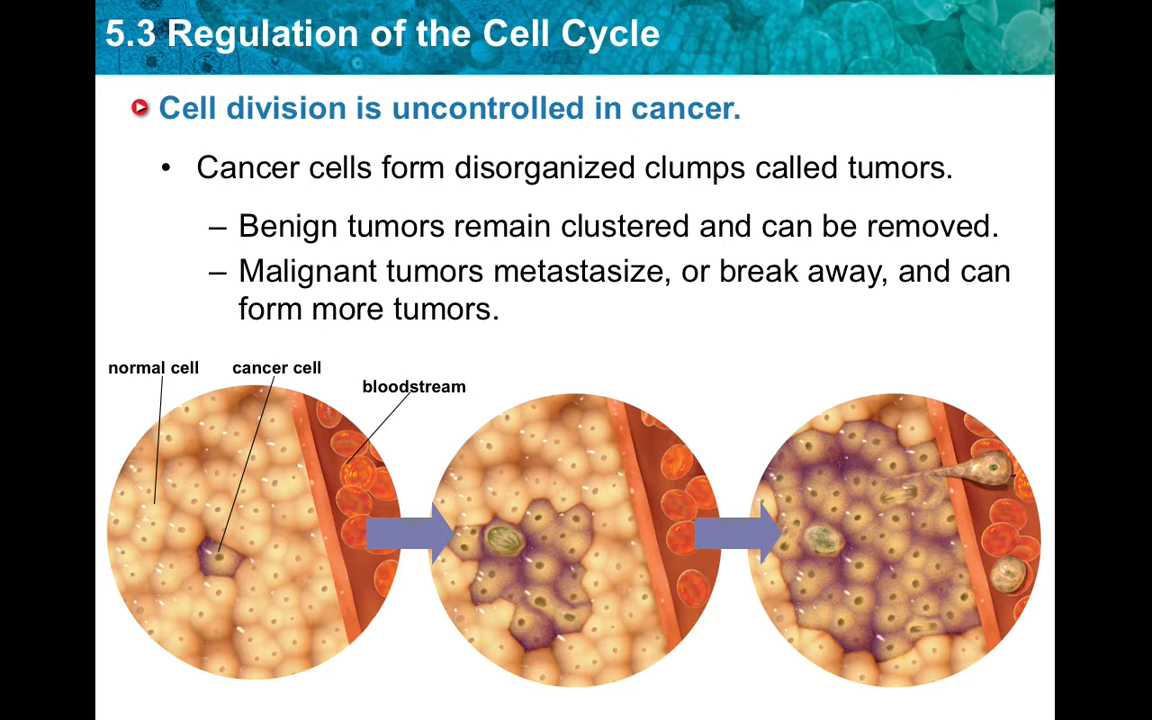 5.3 Regulation of the Cell Cycle
Cell division is uncontrolled in cancer.
• Cancer cells form disorganized clumps called tumors.
– Benign tumors remain clustered and can be removed.
– Malignant tumors metastasize, or break away, and can
form more tumors.
normal cell
cancer cell
bloodstream